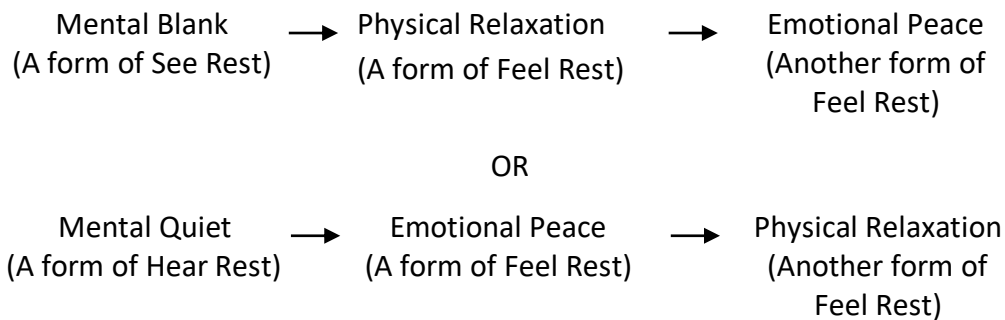 Mental Blank → Physical Relaxation → Emotional Peace
(A form of See Rest) (A form of Feel Rest) (Another form of
Feel Rest)
OR
Mental Quiet → Emotional Peace → Physical Relaxation
(A form of Hear Rest) (A form of Feel Rest) (Another form of
Feel Rest)